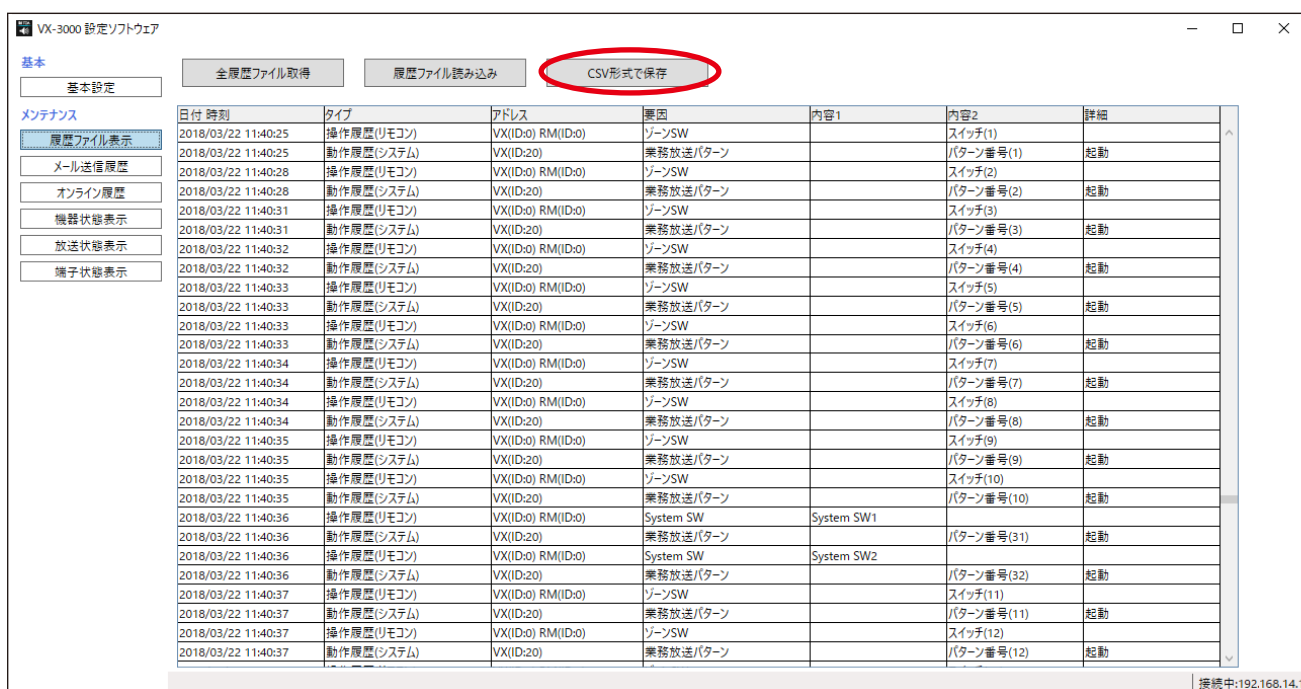 VX-3000 設定ソフトウェア
基本
基本設定
メンテナンス
履歴ファイル表示
メール送信履歴
オンライン履歴
機器状態表示
放送状態表示
端子状態表示
全履歴ファイル取得 履歴ファイル読み込み CSV形式で保存
日付 時刻 タイプ アドレス 要因 内容1 内容2 詳細
2018/03/22 11:40:25 操作履歴(リモコン) VX(ID:0) RM(ID:0) ゾーンSW スイッチ(1)
2018/03/22 11:40:25 動作履歴(システム) VX(ID:20) 業務放送パターン パターン番号(1) 起動
2018/03/22 11:40:28 操作履歴(リモコン) VX(ID:0) RM(ID:0) ゾーンSW スイッチ(2)
2018/03/22 11:40:28 動作履歴(システム) VX(ID:20) 業務放送パターン パターン番号(2) 起動
2018/03/22 11:40:31 操作履歴(リモコン) VX(ID:0) RM(ID:0) ゾーンSW スイッチ(3)
2018/03/22 11:40:31 動作履歴(システム) VX(ID:20) 業務放送パターン パターン番号(3) 起動
2018/03/22 11:40:32 操作履歴(リモコン) VX(ID:0) RM(ID:0) ゾーンSW スイッチ(4)
2018/03/22 11:40:32 動作履歴(システム) VX(ID:20) 業務放送パターン パターン番号(4) 起動
2018/03/22 11:40:33 操作履歴(リモコン) VX(ID:0) RM(ID:0) ゾーンSW スイッチ(5)
2018/03/22 11:40:33 動作履歴(システム) VX(ID:20) 業務放送パターン パターン番号(5) 起動
2018/03/22 11:40:33 操作履歴(リモコン) VX(ID:0) RM(ID:0) ゾーンSW スイッチ(6)
2018/03/22 11:40:33 動作履歴(システム) VX(ID:20) 業務放送パターン パターン番号(6) 起動
2018/03/22 11:40:34 操作履歴(リモコン) VX(ID:0) RM(ID:0) ゾーンSW スイッチ(7)
2018/03/22 11:40:34 動作履歴(システム) VX(ID:20) 業務放送パターン パターン番号(7) 起動
2018/03/22 11:40:34 操作履歴(リモコン) VX(ID:0) RM(ID:0) ゾーンSW スイッチ(8)
2018/03/22 11:40:34 動作履歴(システム) VX(ID:20) 業務放送パターン パターン番号(8) 起動
2018/03/22 11:40:35 操作履歴(リモコン) VX(ID:0) RM(ID:0) ゾーンSW スイッチ(9)
2018/03/22 11:40:35 動作履歴(システム) VX(ID:20) 業務放送パターン パターン番号(9) 起動
2018/03/22 11:40:35 操作履歴(リモコン) VX(ID:0) RM(ID:0) ゾーンSW スイッチ(10)
2018/03/22 11:40:35 動作履歴(システム) VX(ID:20) 業務放送パターン パターン番号(10) 起動
2018/03/22 11:40:36 操作履歴(リモコン) VX(ID:0) RM(ID:0) System SW System SW1
2018/03/22 11:40:36 動作履歴(システム) VX(ID:20) 業務放送パターン パターン番号(31) 起動
2018/03/22 11:40:36 操作履歴(リモコン) VX(ID:0) RM(ID:0) System SW System SW2
2018/03/22 11:40:36 動作履歴(システム) VX(ID:20) 業務放送パターン パターン番号(32) 起動
2018/03/22 11:40:37 操作履歴(リモコン) VX(ID:0) RM(ID:0) ゾーンSW スイッチ(11)
2018/03/22 11:40:37 動作履歴(システム) VX(ID:20) 業務放送パターン パターン番号(11) 起動
2018/03/22 11:40:37 操作履歴(リモコン) VX(ID:0) RM(ID:0) ゾーンSW スイッチ(12)
2018/03/22 11:40:37 動作履歴(システム) VX(ID:20) 業務放送パターン パターン番号(12) 起動
接続中:192.168.14.